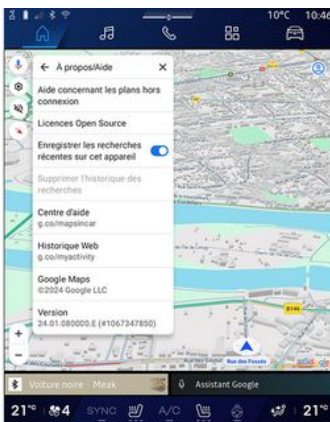 10°C 10:46
À propos/Aide
Aide concernant les plans hors
connexion
Licences Open Source
Enregistrer les recherches
récentes sur cet appareil
Supprimer l'historique des
recherches
Centre d'aide
g.co/mapsincar
Historique Web
g.co/myactivity
Google Maps
©2024 Google LLC
Version
24.01.080000.E (#1067347850)
D146
Rue des Fossés
Voiture noire · Meak
Assistant Google
21°C 4 SYNC A/C 21°C